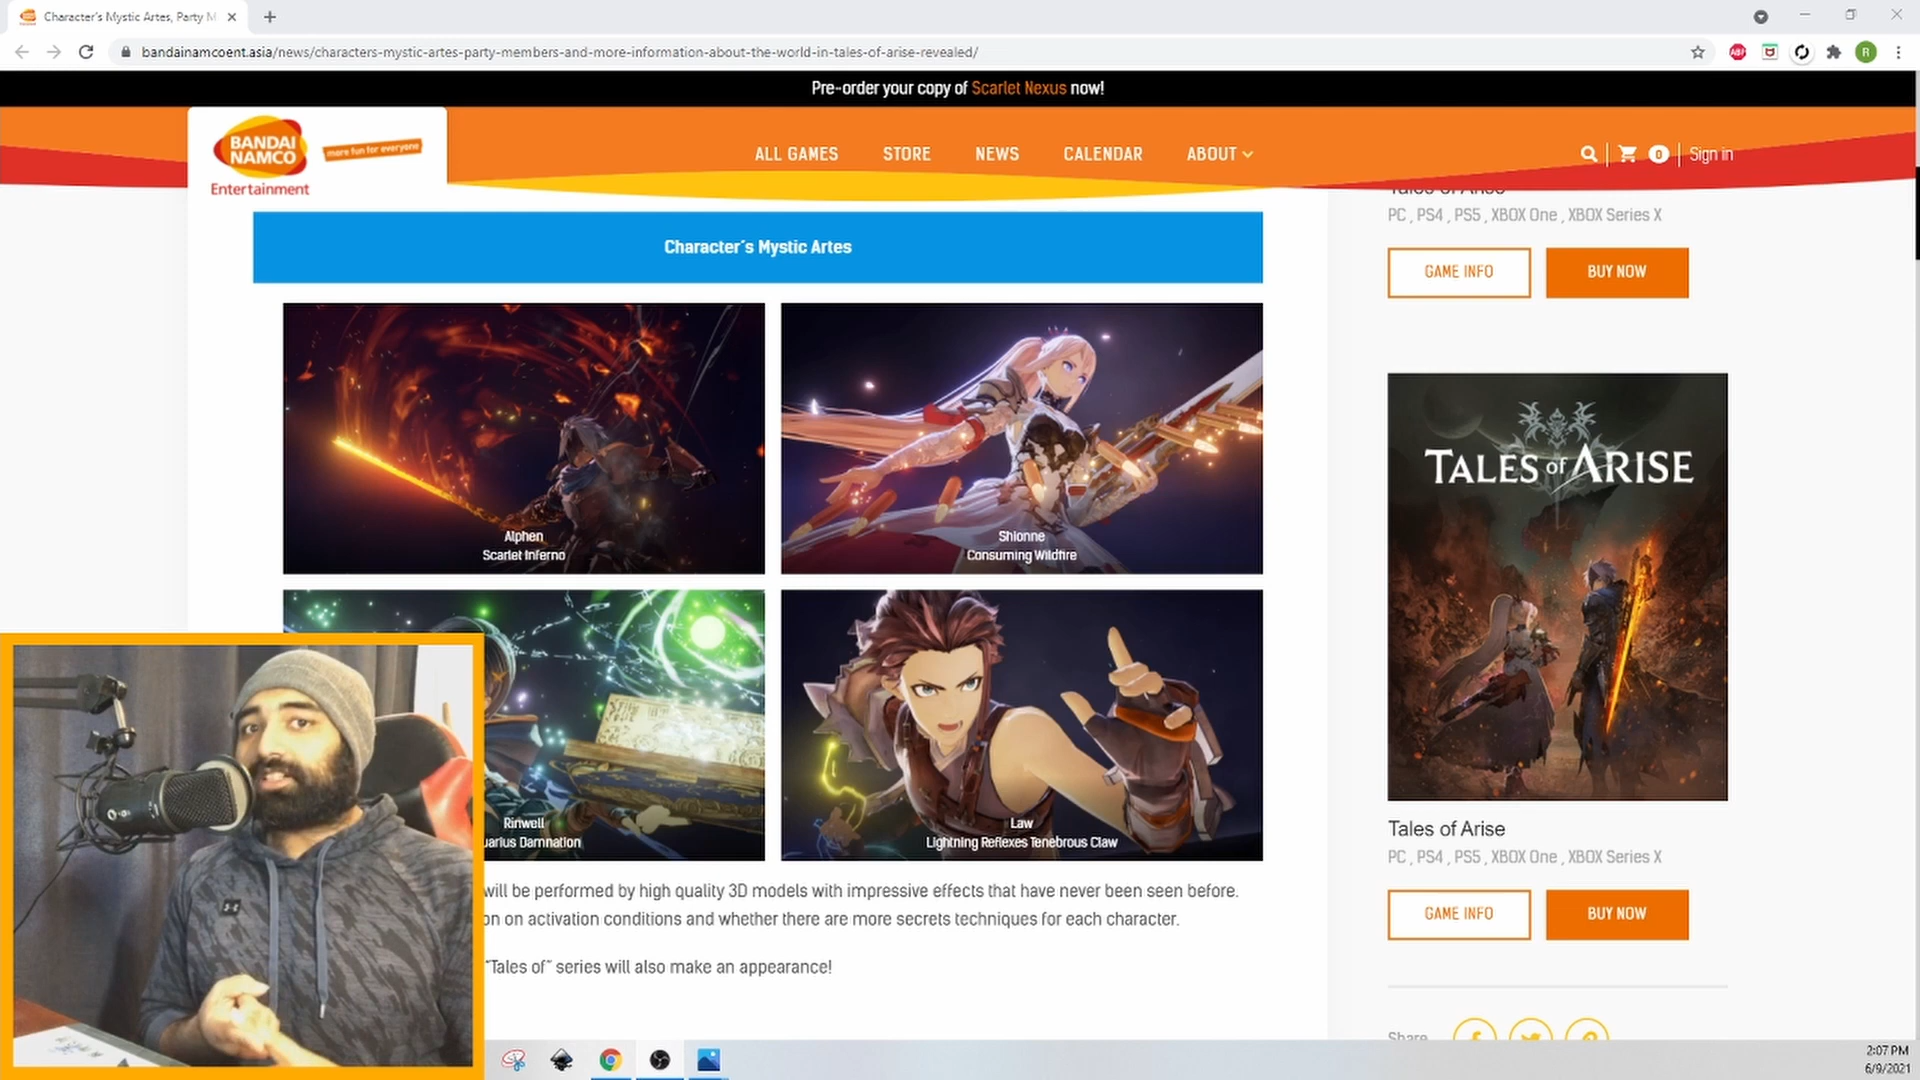 Character's Mystic Artes, Party M
bandainamcoent.asia/news/characters-mystic-artes-party-members-and-more-information-about-the-world-in-tales-of-arise-revealed/
ABP
R
Pre-order your copy of Scarlet Nexus now!
BANDAI
NAMCO
Entertainment
more fun for everyone
ALL GAMES
STORE
NEWS
CALENDAR
ABOUT
0
Sign in
Character's Mystic Artes
Alphen
Scarlet Inferno
Shionne
Consuming Wildfire
Rinwell
uarius Damnation
Law
Lightning Reflexes Tenebrous Claw
will be performed by high quality 3D models with impressive effects that have never been seen before.
on on activation conditions and whether there are more secrets techniques for each character.
"Tales of" series will also make an appearance!
Tales of Arise
PC , PS4 , PS5 , XBOX One , XBOX Series X
GAME INFO
BUY NOW
TALES of ARISE
Tales of Arise
PC , PS4 , PS5 , XBOX One , XBOX Series X
GAME INFO
BUY NOW
Share
2:07 PM
6/9/2021